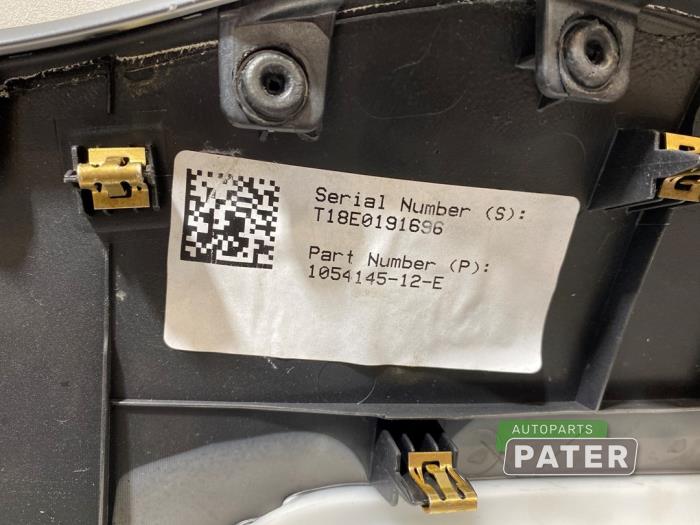 Serial Number (S):
T18E0191696
Part Number (P):
1054145-12-E
AUTOPARTS
PATER